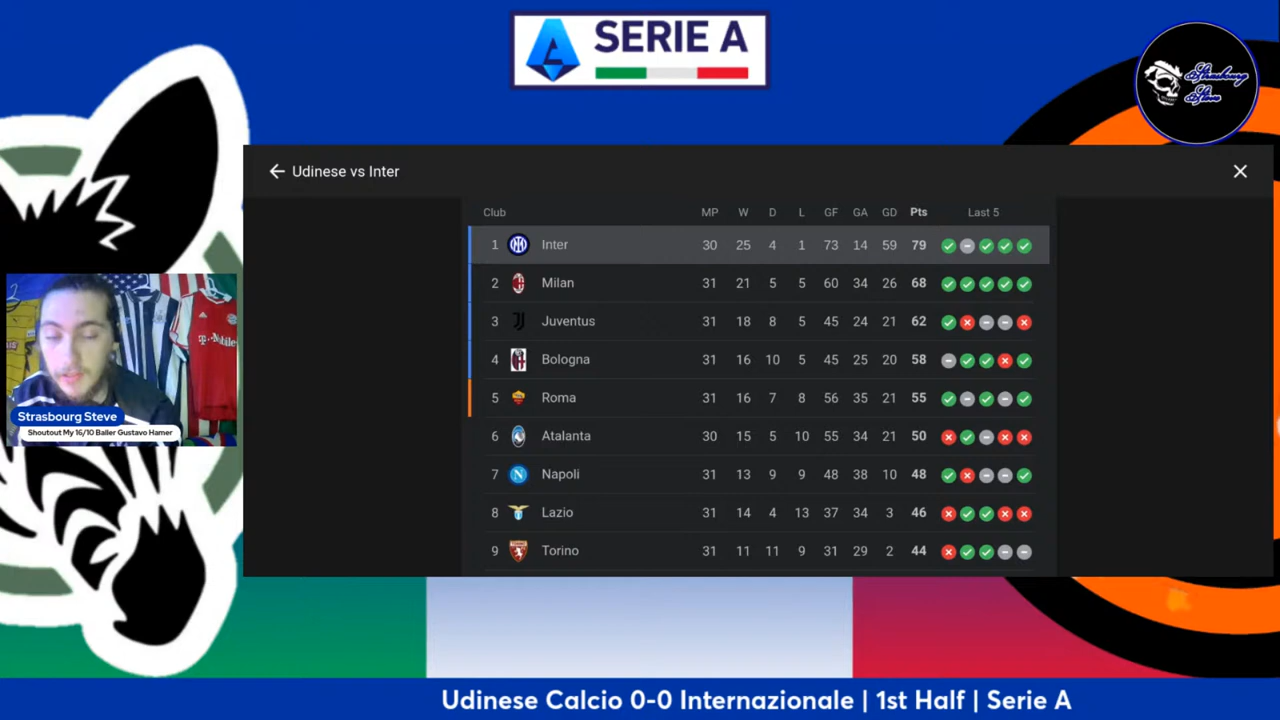 SERIE A
Strasbourg
Steve
Udinese vs Inter
Club MP W D L GF GA GD Pts Last 5
1 Inter 30 25 4 1 73 14 59 79
2 Milan 31 21 5 5 60 34 26 68
3 Juventus 31 18 8 5 45 24 21 62
4 Bologna 31 16 10 5 45 25 20 58
5 Roma 31 16 7 8 56 35 21 55
6 Atalanta 30 15 5 10 55 34 21 50
7 Napoli 31 13 9 9 48 38 10 48
8 Lazio 31 14 4 13 37 34 3 46
9 Torino 31 11 11 9 31 29 2 44
T··Mobile·
Strasbourg Steve
Shoutout My 16/10 Baller Gustavo Hamer
Udinese Calcio 0-0 Internazionale | 1st Half | Serie A